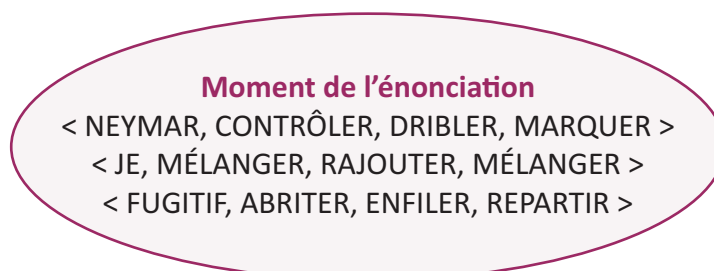 Moment de l’énonciation
< NEYMAR, CONTRÔLER, DRIBLER, MARQUER >
< JE, MÉLANGER, RAJOUTER, MÉLANGER >
< FUGITIF, ABRITER, ENFILER, REPARTIR >